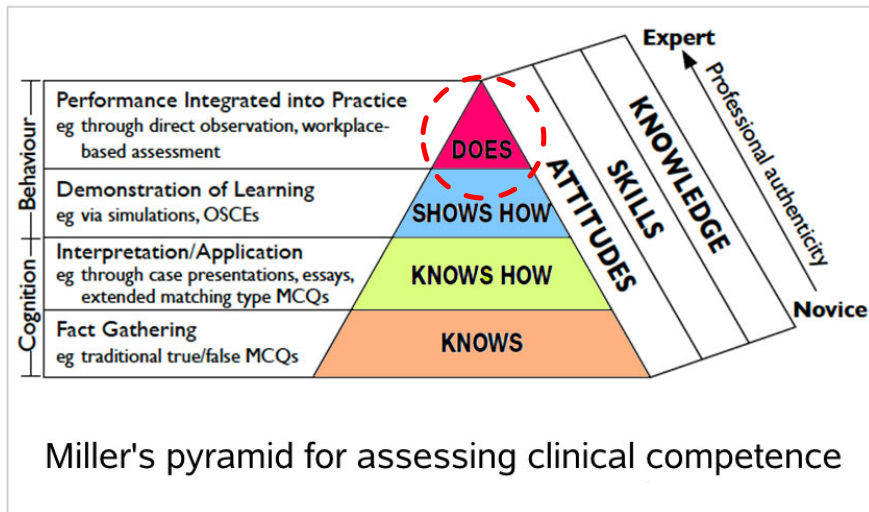 Expert
Professional authenticity
Novice
KNOWLEDGE
SKILLS
ATTITUDES
Behaviour
Performance Integrated into Practice
eg through direct observation, workplace-
based assessment
DOES
Demonstration of Learning
eg via simulations, OSCEs
SHOWS HOW
Cognition
Interpretation/Application
eg through case presentations, essays,
extended matching type MCQs
KNOWS HOW
Fact Gathering
eg traditional true/false MCQs
KNOWS
Miller's pyramid for assessing clinical competence